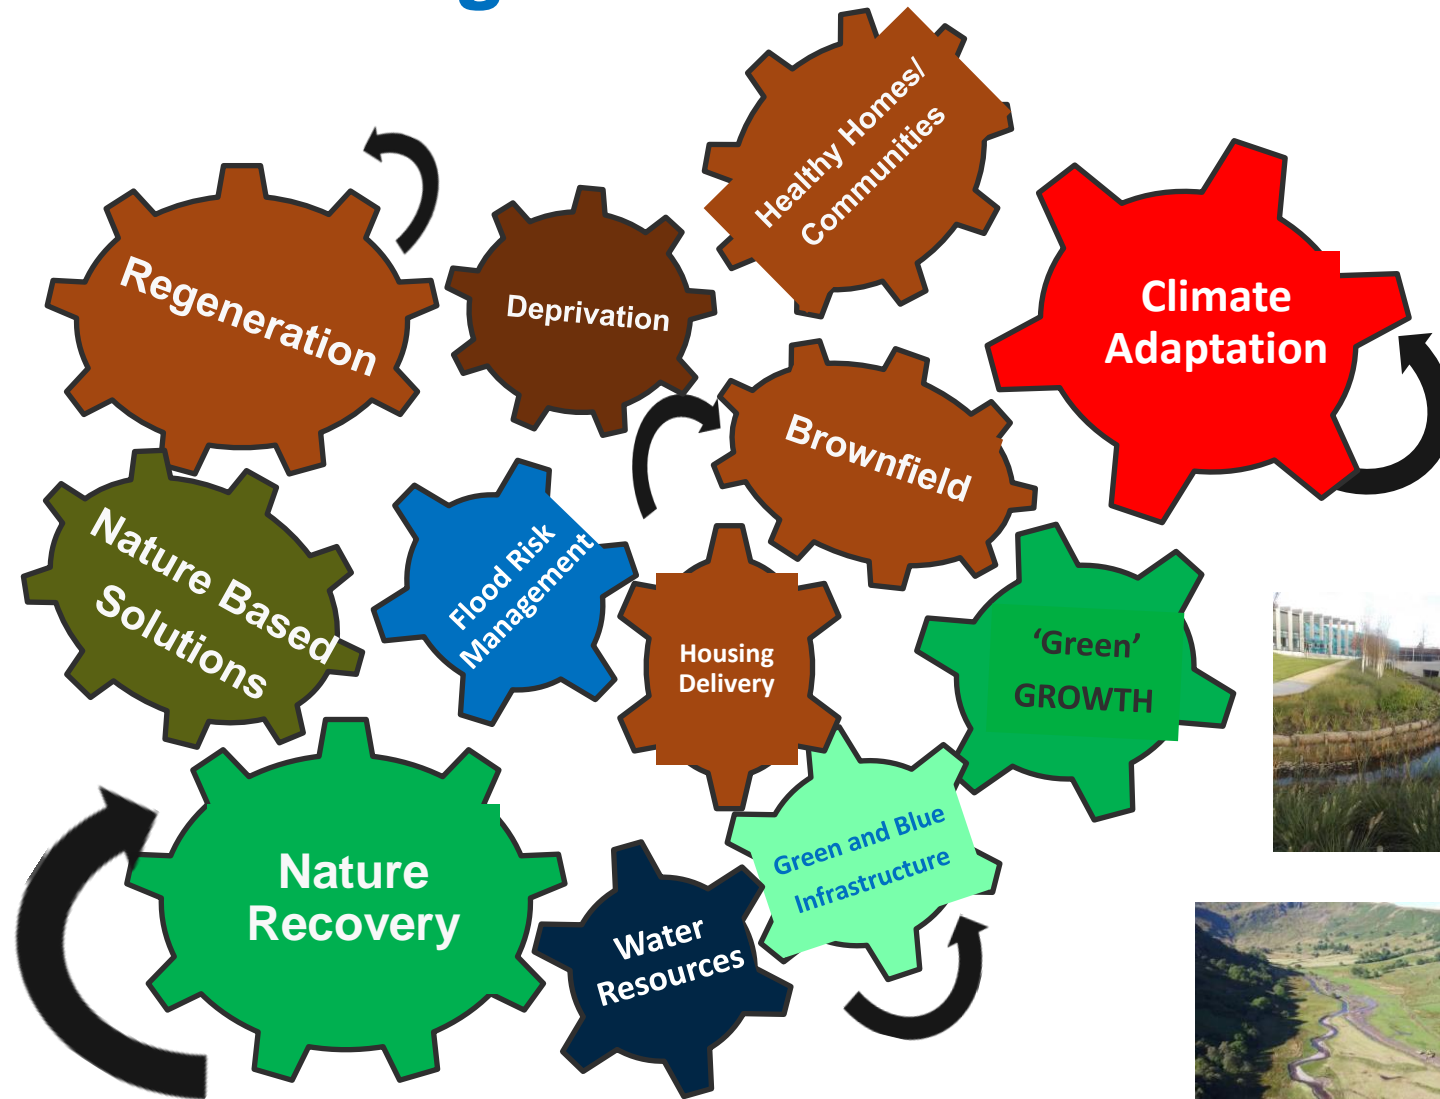 Healthy Homes/
Communities
Regeneration
Deprivation
Climate
Adaptation
Brownfield
Nature Based
Solutions
Flood Risk
Management
Housing
Delivery
‘Green’
GROWTH
Green and Blue
Infrastructure
Nature
Recovery
Water
Resources